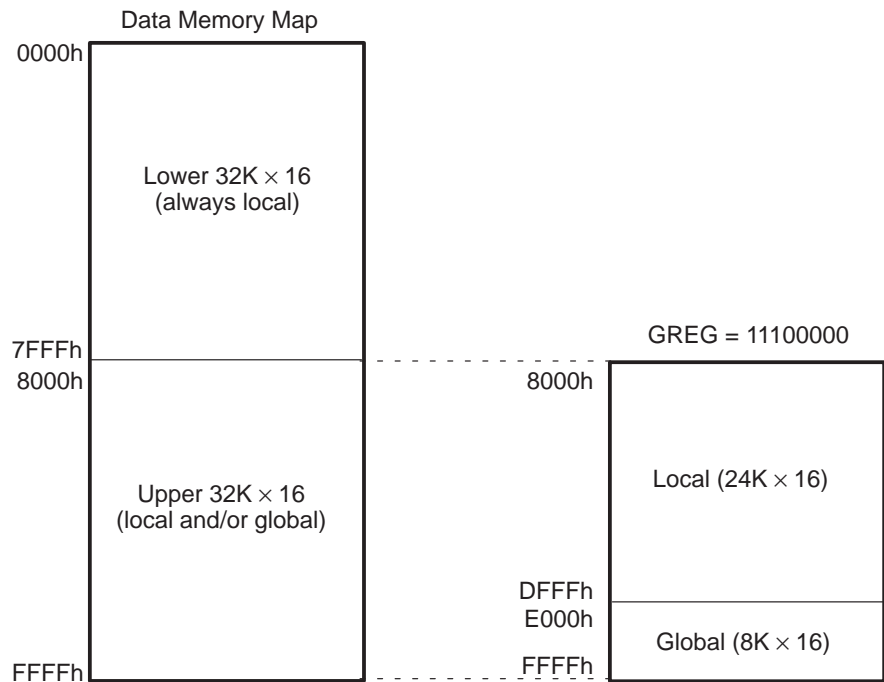 Data Memory Map
0000h
Lower 32K × 16
(always local)
7FFFh
8000h
Upper 32K × 16
(local and/or global)
FFFFh
GREG = 11100000
8000h
Local (24K × 16)
DFFFh
E000h
Global (8K × 16)
FFFFh